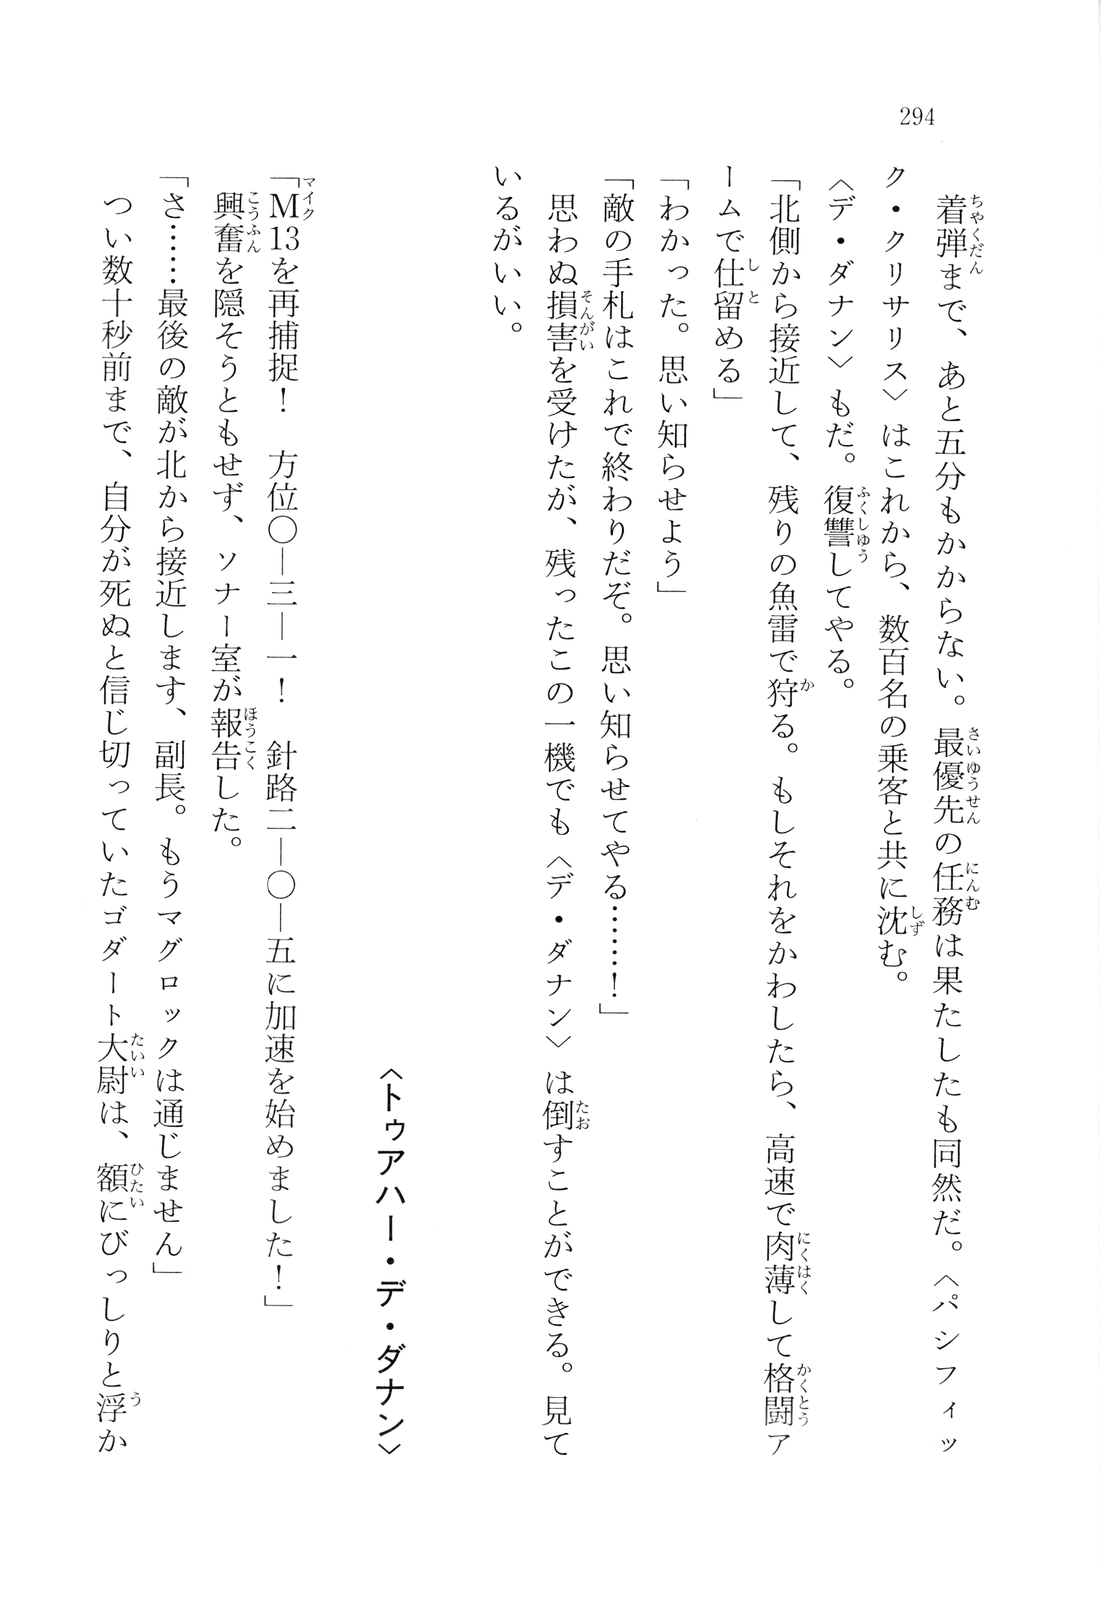 294
着弾まで、あと五分もかからない。最優先の任務は果たしたも同然だ。〈パシフィッ
ク・クリサリス〉はこれから、数百名の乗客と共に沈む。
〈デ・ダナン〉もだ。復讐してやる。
「北側から接近して、残りの魚雷で狩る。もしそれをかわしたら、高速で肉薄して格闘ア
ームで仕留める」
「わかった。思い知らせよう」
「敵の手札はこれで終わりだぞ。思い知らせてやる……！」
思わぬ損害を受けたが、残ったこの一機でも〈デ・ダナン〉は倒すことができる。見て
いるがいい。
〈トゥアハー・デ・ダナン〉
「M13を再捕捉！　方位〇―三―一！　針路二―〇―五に加速を始めました！」
興奮を隠そうともせず、ソナー室が報告した。
「さ……最後の敵が北から接近します、副長。もうマグロックは通じません」
つい数十秒前まで、自分が死ぬと信じ切っていたゴダート大尉は、額にびっしりと浮か